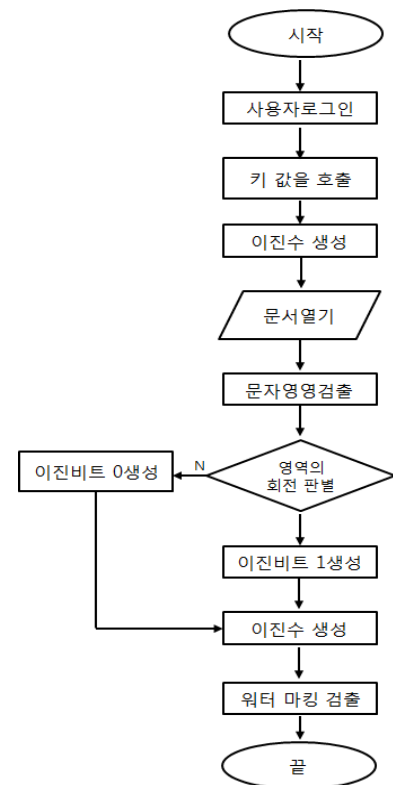 시작
사용자로그인
키 값을 호출
이진수 생성
문서열기
문자영영검출
영역의
회전 판별
N
이진비트 0생성
이진비트 1생성
이진수 생성
워터 마킹 검출
끝